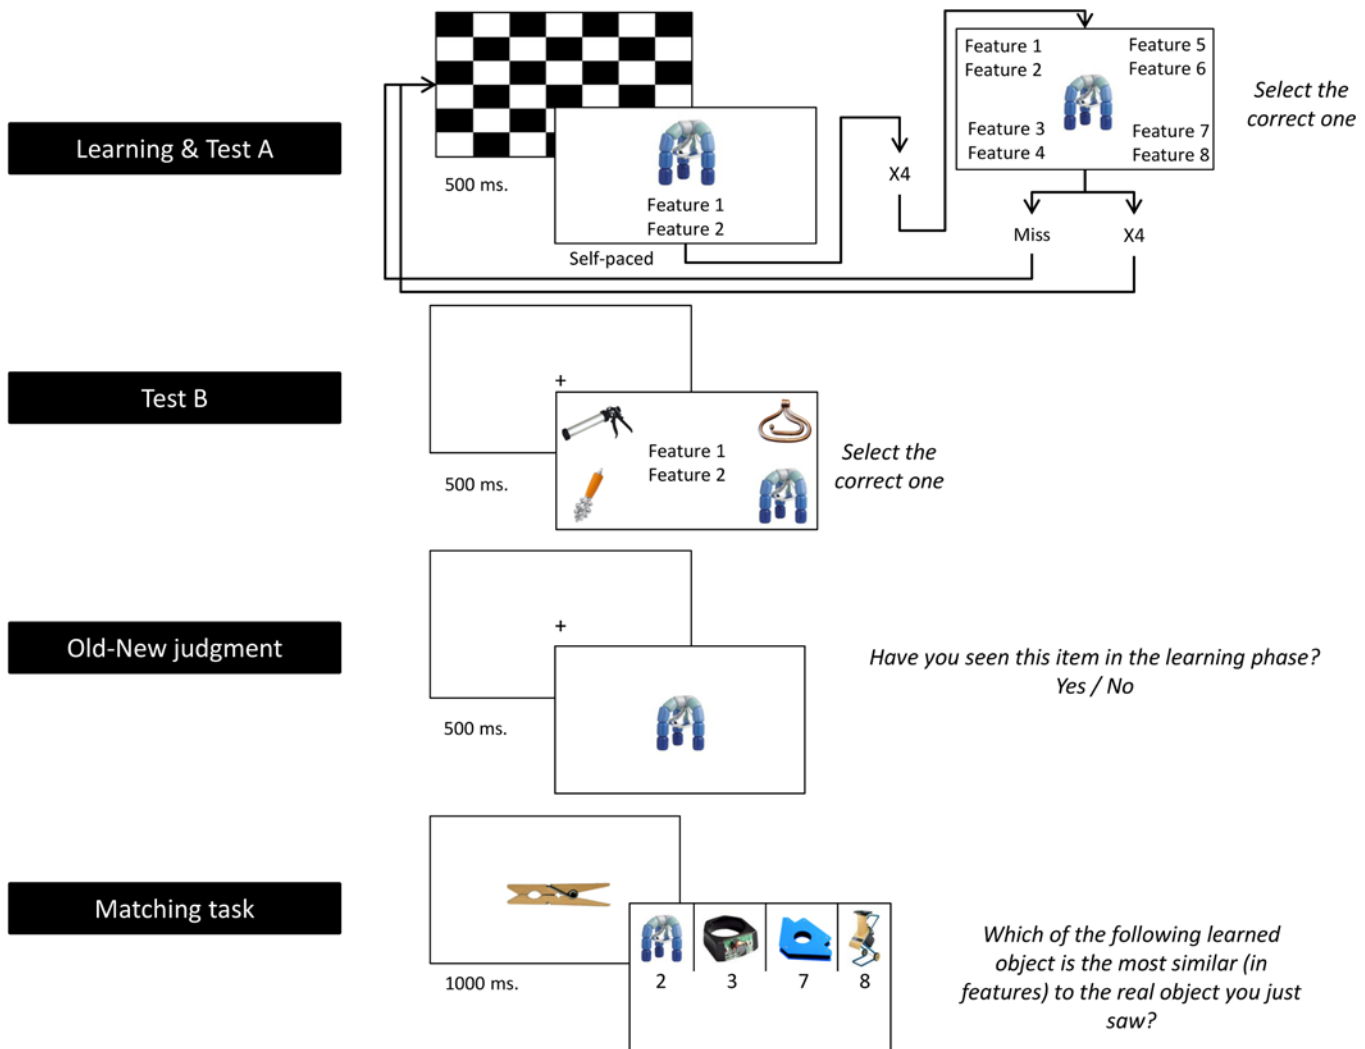 Learning & Test A
500 ms.
Feature 1
Feature 2
Self-paced
X4
Feature 1
Feature 2
Feature 5
Feature 6
Feature 3
Feature 4
Feature 7
Feature 8
Select the
correct one
Miss
X4
Test B
+
500 ms.
Feature 1
Feature 2
Select the
correct one
Old-New judgment
+
500 ms.
Have you seen this item in the learning phase?
Yes / No
Matching task
1000 ms.
2 3 7 8
Which of the following learned
object is the most similar (in
features) to the real object you just
saw?